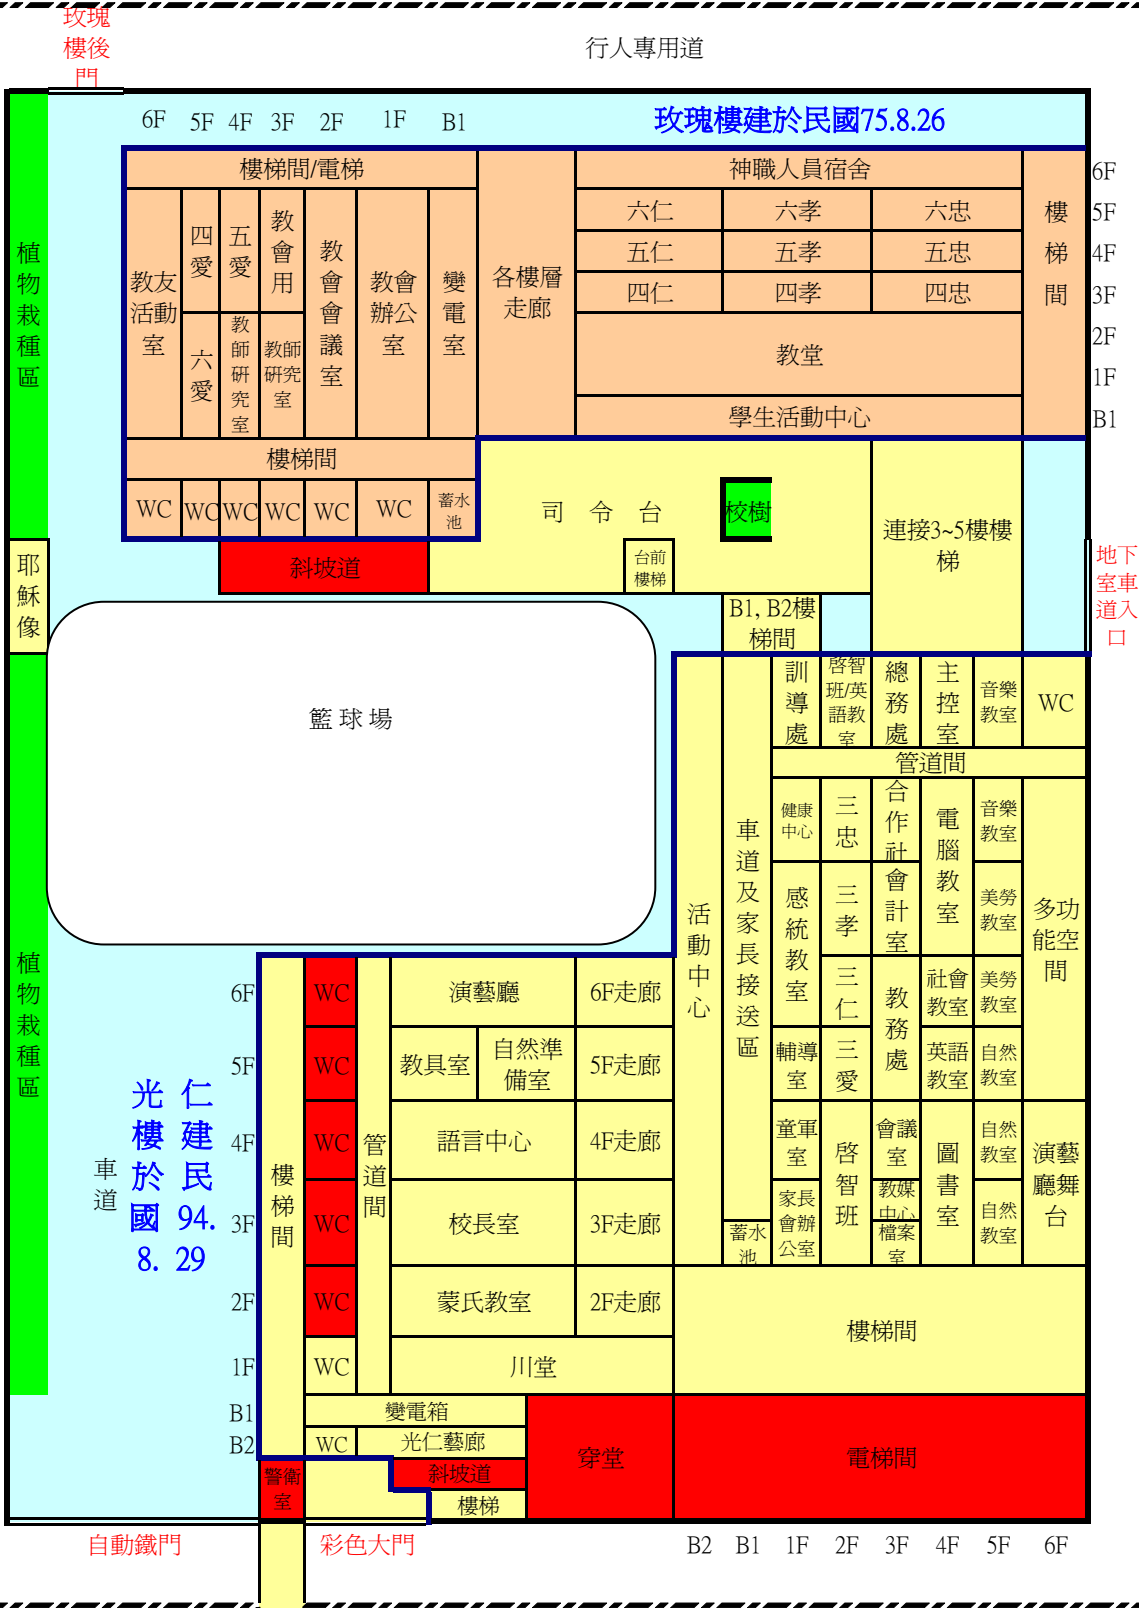 玫瑰
樓後
門
行人專用道
6F 5F 4F 3F 2F 1F B1
玫瑰樓建於民國75.8.26
樓梯間/電梯
神職人員宿舍
6F
六仁 六孝 六忠
5F
五仁 五孝 五忠
4F
四仁 四孝 四忠
3F
教堂
2F
1F
學生活動中心
B1
樓
梯
間
各樓層
走廊
教友
活動
室
四
愛
六
愛
五
愛
教
師
研
究
室
教
會
用
教師
研究
室
教
會
會
議
室
教會
辦公
室
變
電
室
樓梯間
WC WC WC WC WC WC
蓄水
池
植
物
栽
種
區
司 令 台
校樹
台前
樓梯
連接3~5樓樓
梯
斜坡道
耶
穌
像
地下
室車
道入
口
B1, B2樓
梯間
籃 球 場
訓
導
處
啓智
班/英
語教
室
總
務
處
主
控
室
音樂
教室
WC
管道間
活
動
中
心
車
道
及
家
長
接
送
區
蓄水
池
健康
中心
感
統
教
室
輔導
室
童軍
室
家長
會辦
公室
三
忠
三
孝
三
仁
三
愛
啓
智
班
合
作
社
會
計
室
教
務
處
會議
室
教媒
中心
檔案
室
電
腦
教
室
社會
教室
英語
教室
圖
書
室
音樂
教室
美勞
教室
美勞
教室
自然
教室
自然
教室
自然
教室
多功
能空
間
演藝
廳舞
台
植
物
栽
種
區
車
道
光 仁
樓 建
於 民
國 94.
8. 29
6F
WC
演藝廳
6F走廊
5F
WC
教具室
自然準
備室
5F走廊
4F
WC
語言中心
4F走廊
3F
WC
校長室
3F走廊
2F
WC
蒙氏教室
2F走廊
1F
WC
川堂
樓
梯
間
管
道
間
樓梯間
B1
變電箱
B2
WC
光仁藝廊
穿堂
電梯間
警衛
室
斜坡道
樓梯
自動鐵門
彩色大門
B2 B1 1F 2F 3F 4F 5F 6F